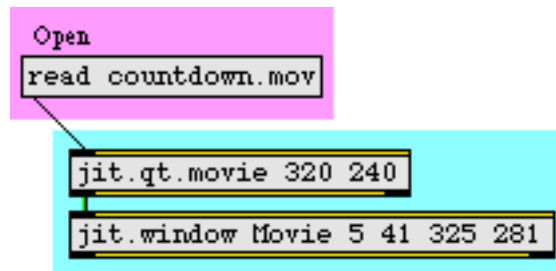 Open
read countdown.mov
jit.qt.movie 320 240
jit.window Movie 5 41 325 281